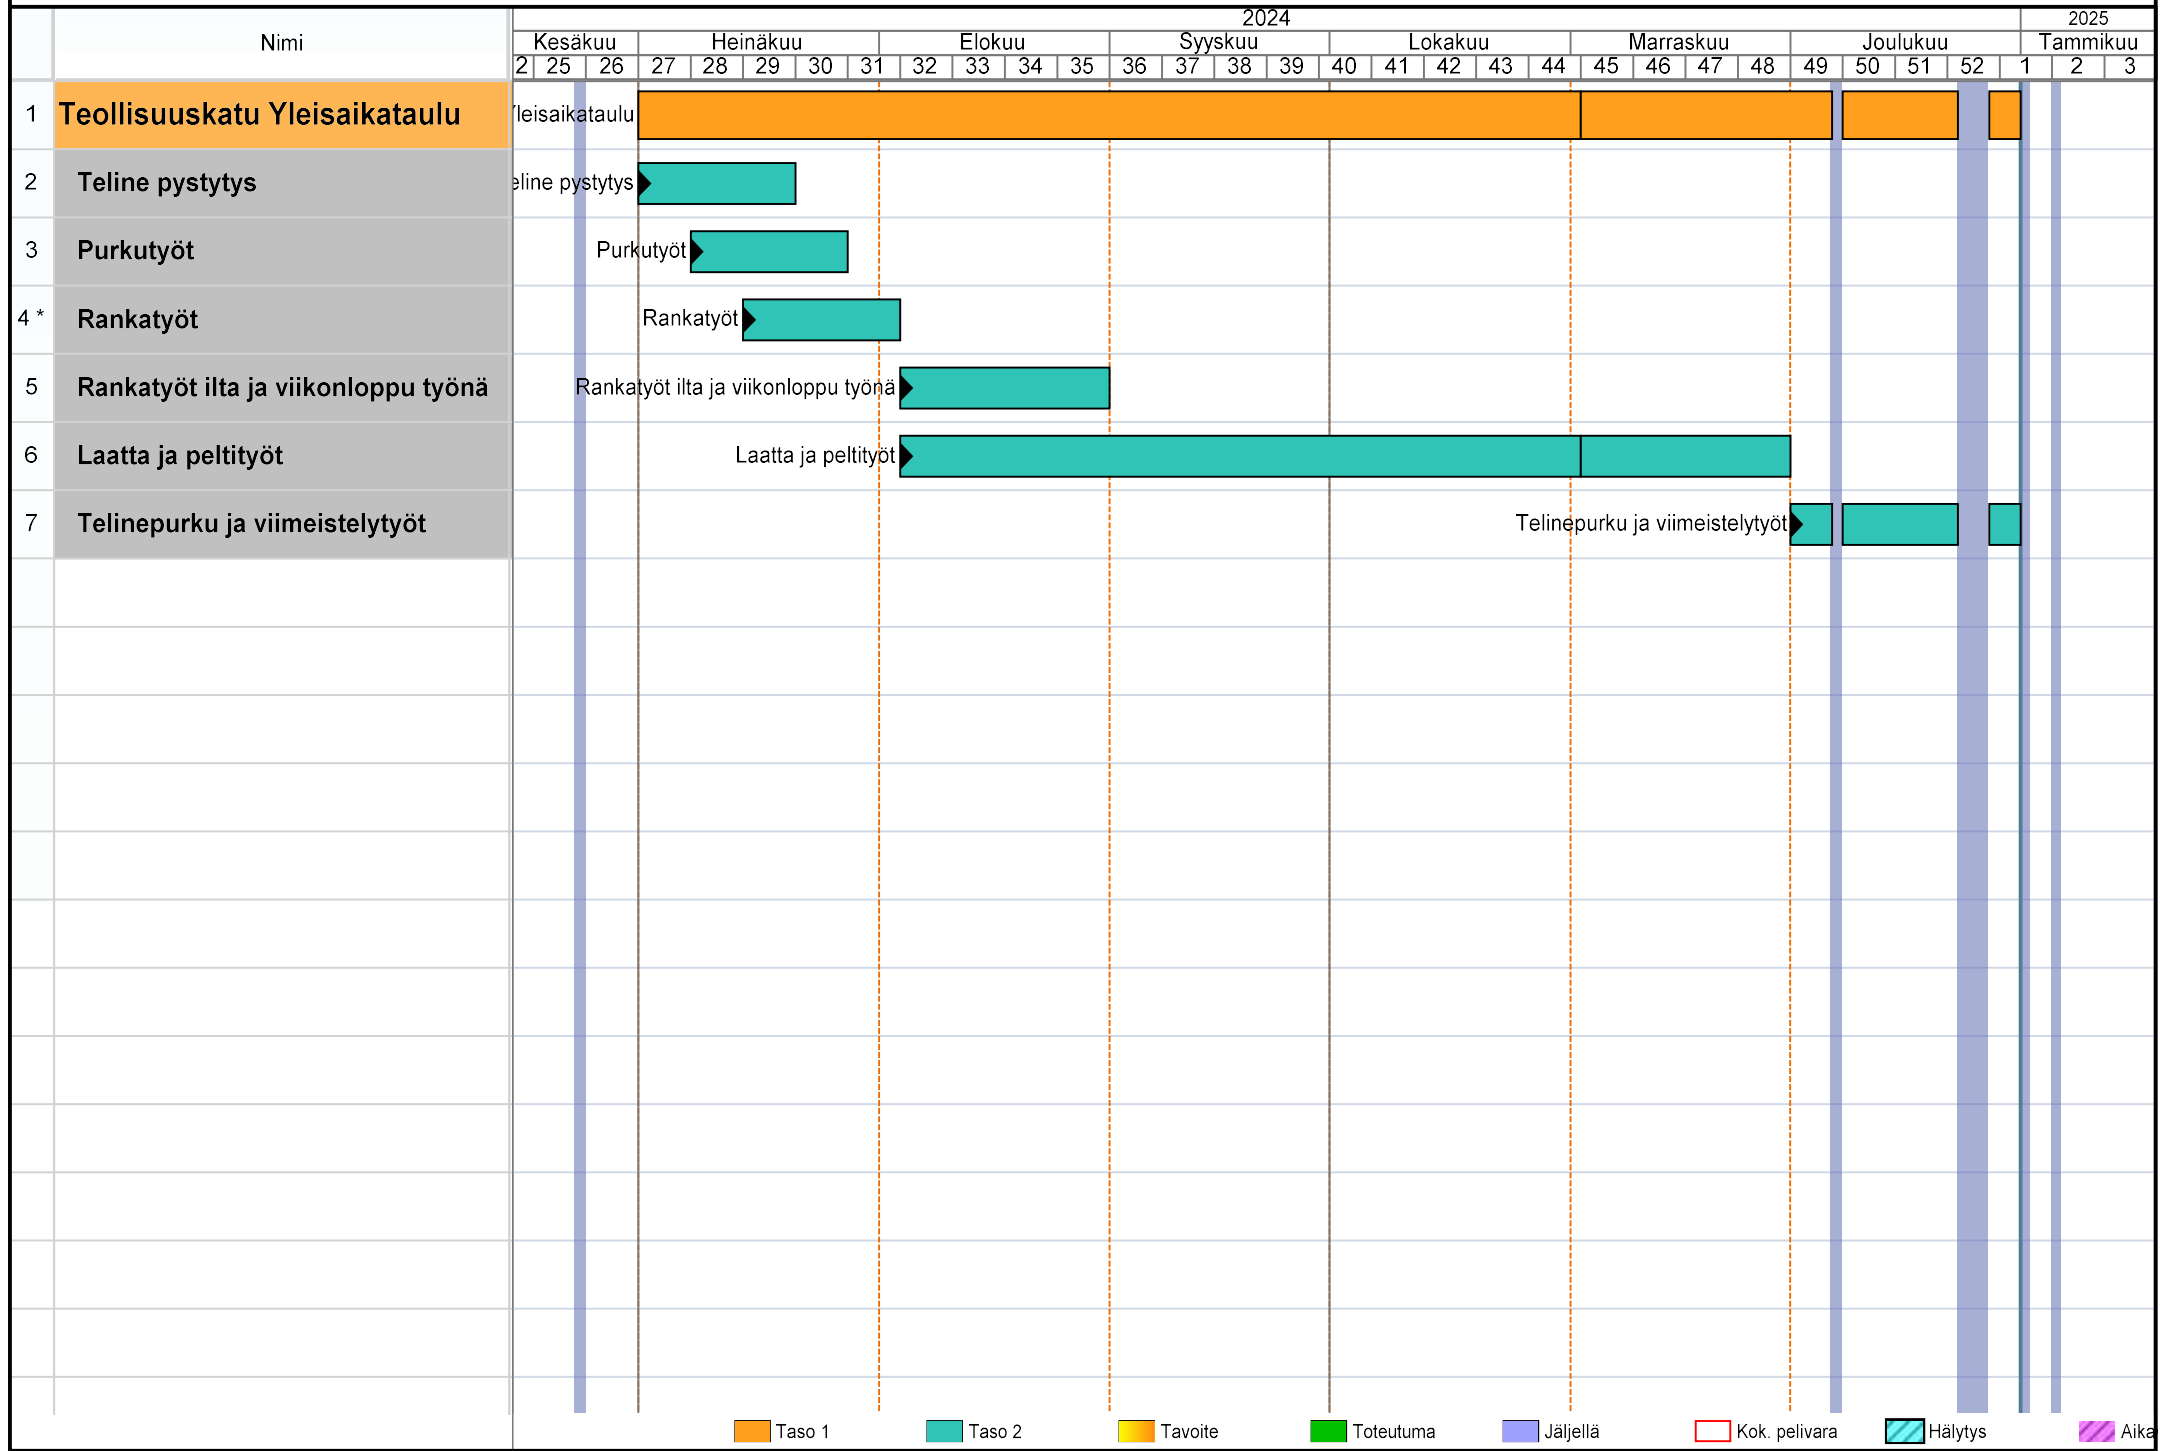 2024 2025
Nimi
Kesäkuu Heinäkuu Elokuu Syyskuu Lokakuu Marraskuu Joulukuu Tammikuu
2 25 26 27 28 29 30 31 32 33 34 35 36 37 38 39 40 41 42 43 44 45 46 47 48 49 50 51 52 1 2 3
1 Teollisuuskatu Yleisaikataulu Yleisaikataulu
2 Teline pystytys eline pystytys
3 Purkutyöt Purkutyöt
4 * Rankatyöt Rankatyöt
5 Rankatyöt ilta ja viikonloppu työnä Rankatyöt ilta ja viikonloppu työnä
6 Laatta ja peltityöt Laatta ja peltityöt
7 Telinepurku ja viimeistelytyöt Telinepurku ja viimeistelytyöt
Taso 1 Taso 2 Tavoite Toteutuma Jäljellä Kok. pelivara Hälytys Aika